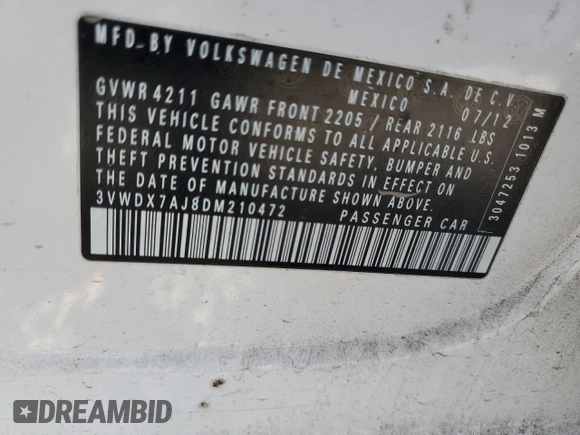 MFD. BY VOLKSWAGEN DE MEXICO S.A. DE C.V.
MEXICO 07/12
GVWR 4211 GAWR FRONT 2205 / REAR 2116 LBS
THIS VEHICLE CONFORMS TO ALL APPLICABLE U.S.
FEDERAL MOTOR VEHICLE SAFETY, BUMPER AND
THEFT PREVENTION STANDARDS IN EFFECT ON
THE DATE OF MANUFACTURE SHOWN ABOVE.
3VWDX7AJ8DM210472 PASSENGER CAR
3047253 1013 M
DREAMBID